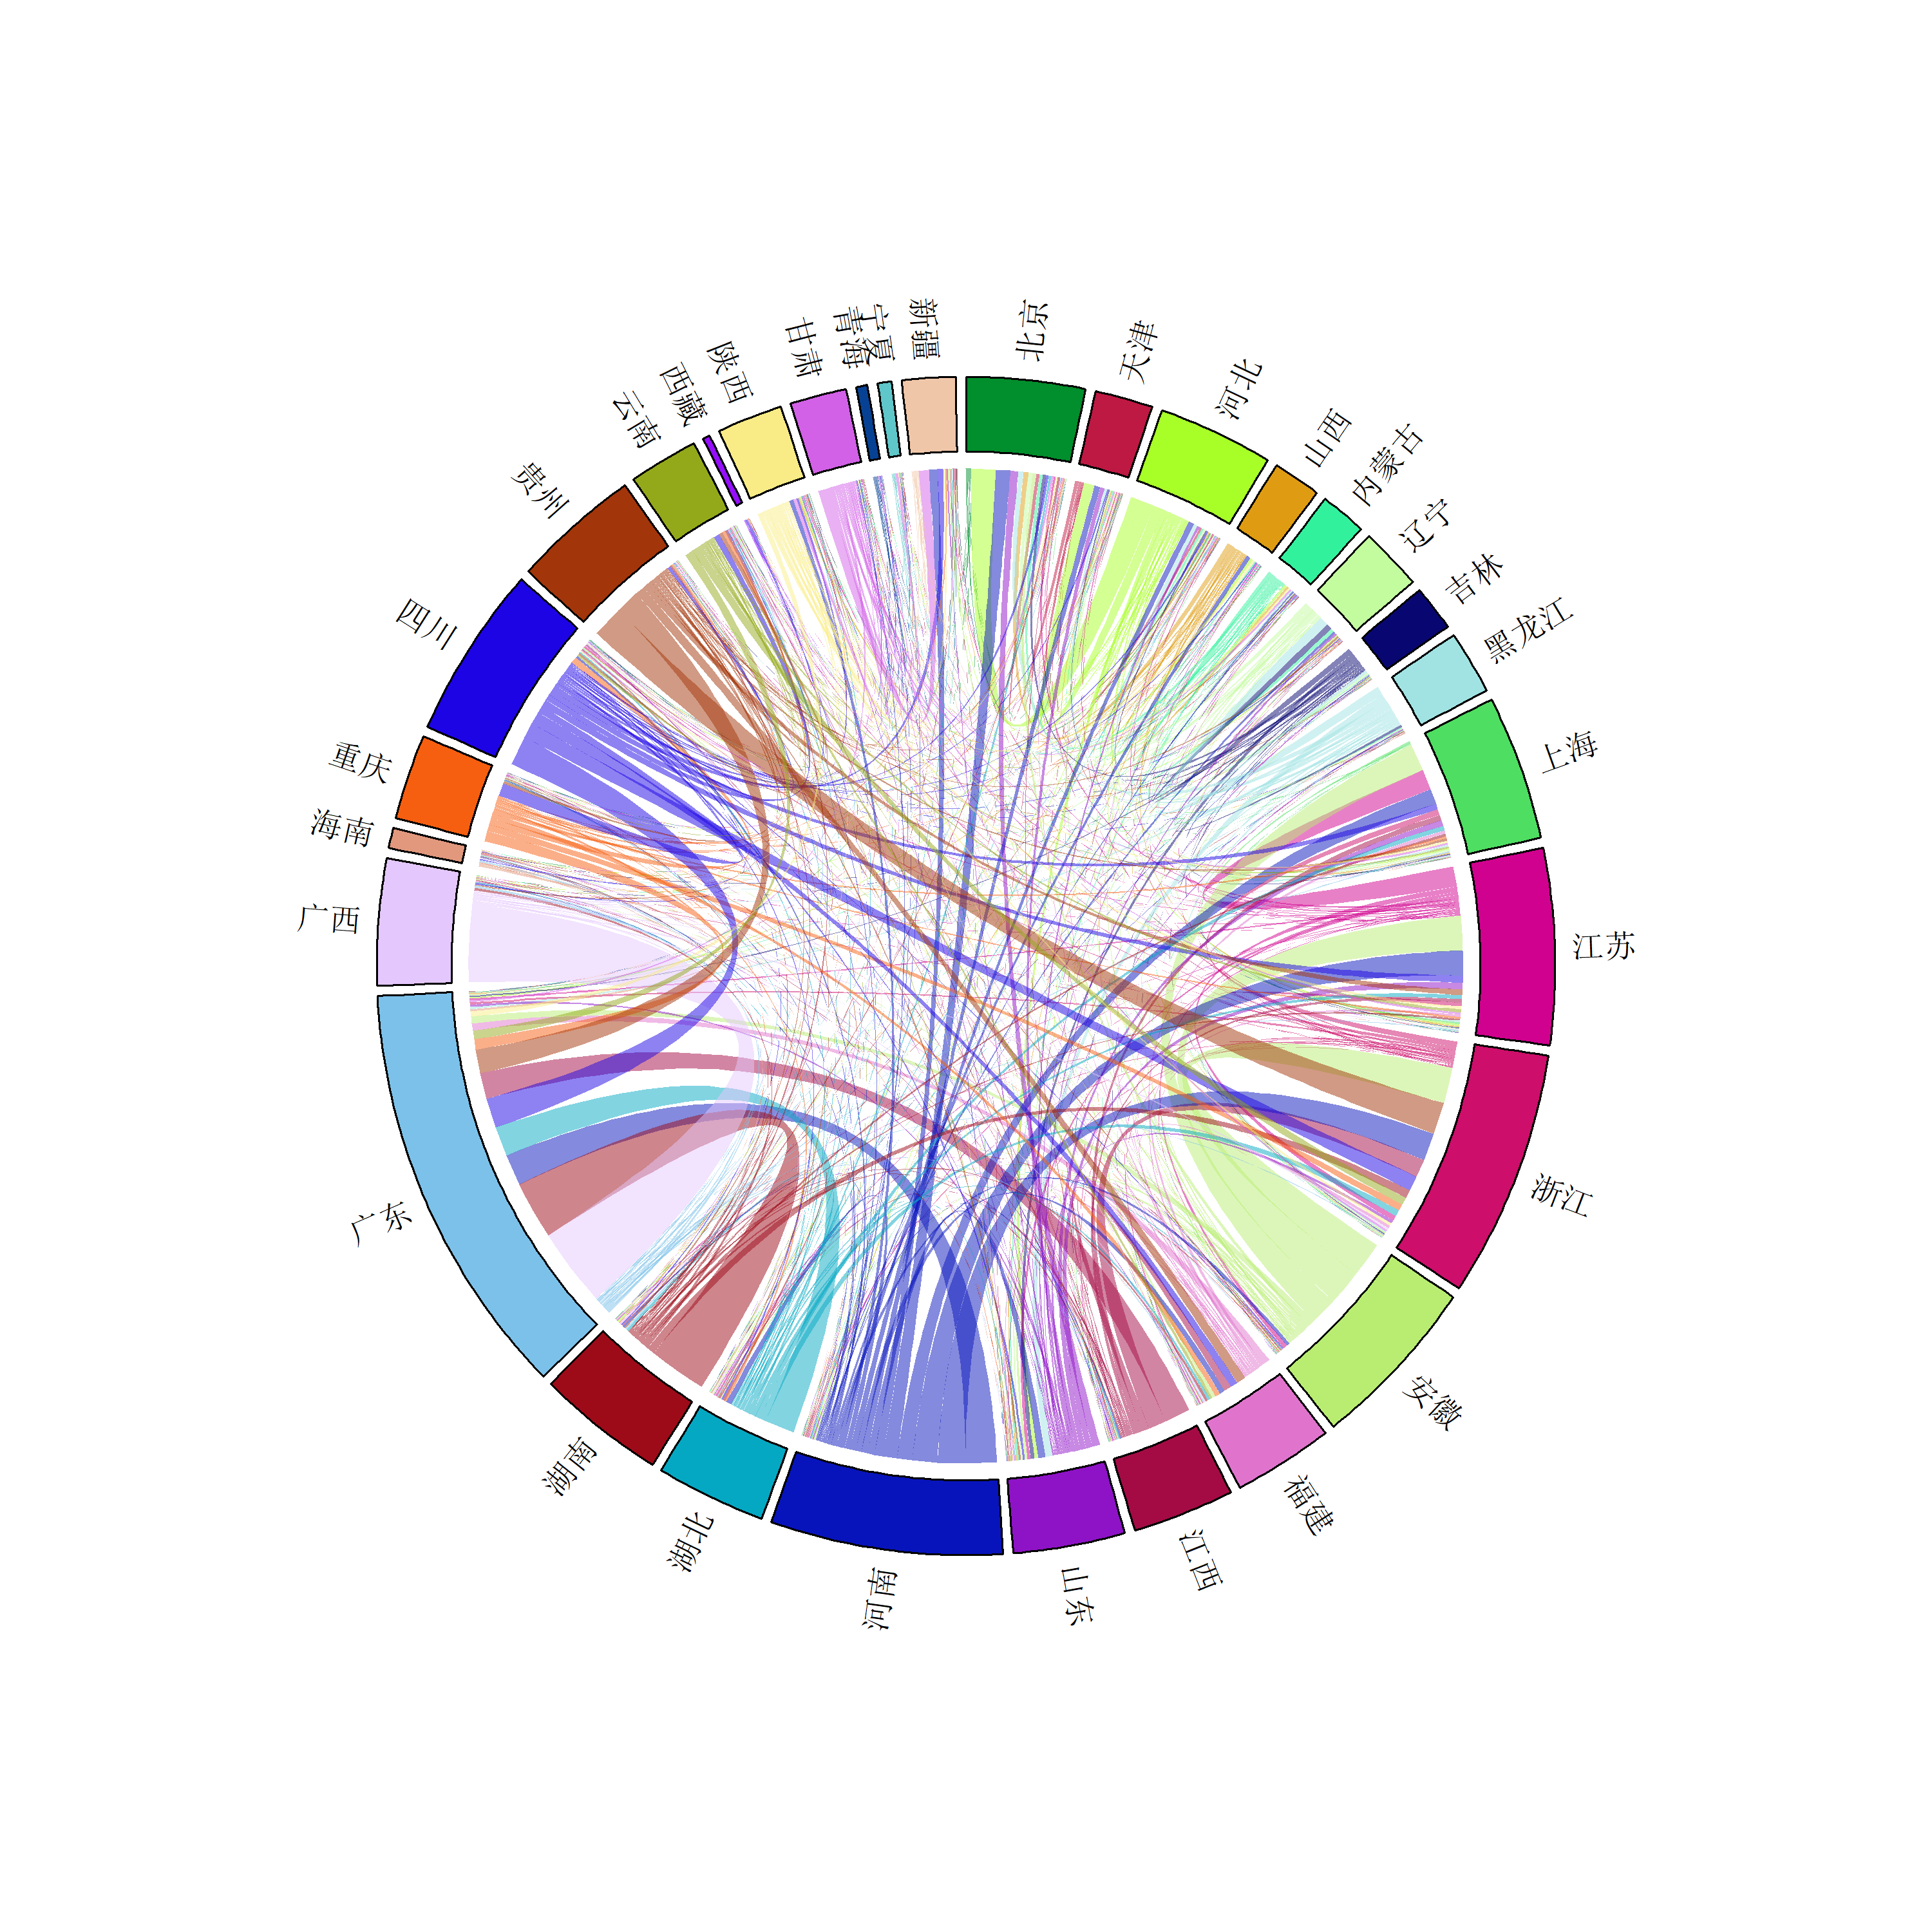 北京
天津
河北
山西
内蒙古
辽宁
吉林
黑龙江
上海
江苏
浙江
安徽
福建
江西
山东
河南
湖北
湖南
广东
广西
海南
重庆
四川
贵州
云南
西藏
陕西
甘肃
青海
宁夏
新疆